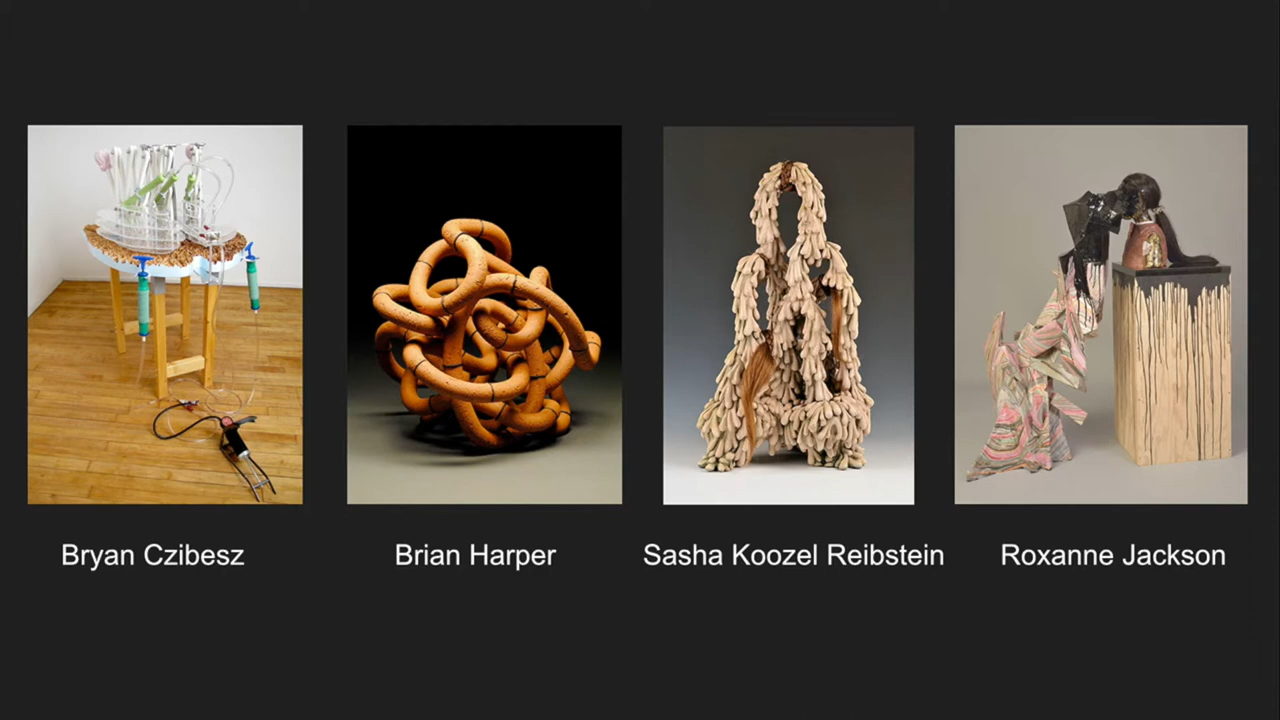 Bryan Czibesz
Brian Harper
Sasha Koozel Reibstein
Roxanne Jackson